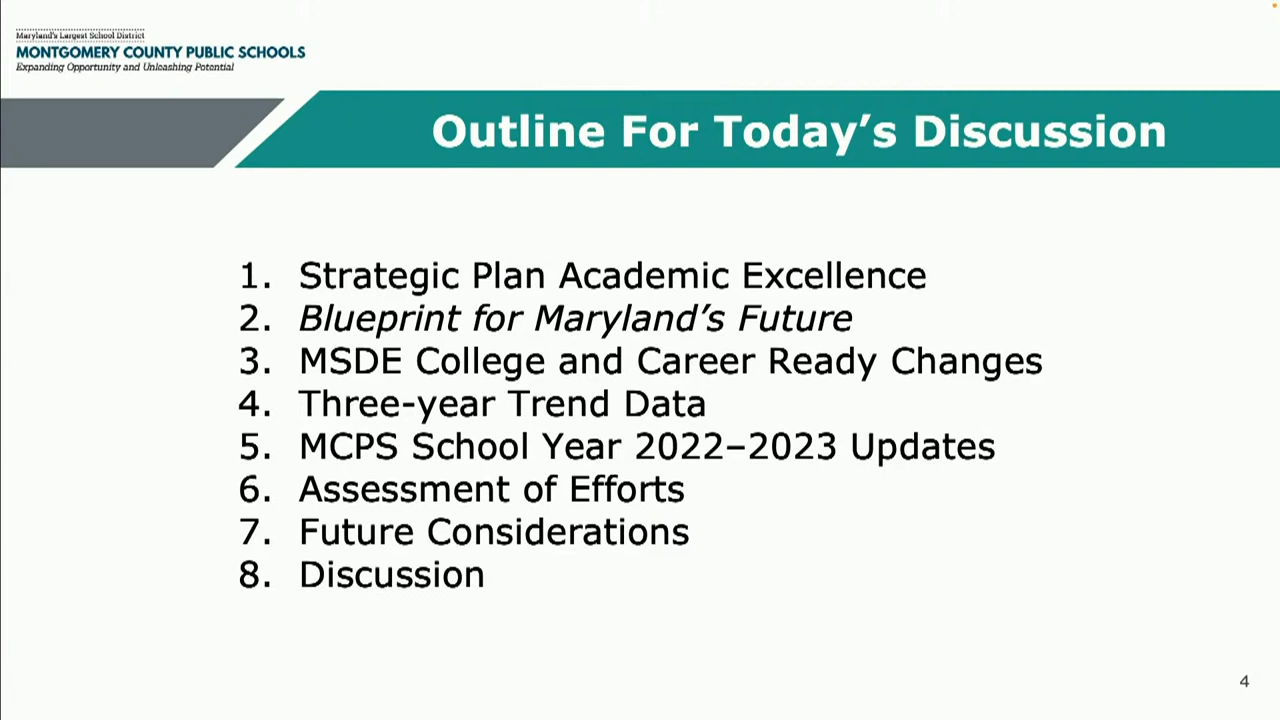 Maryland's Largest School District
MONTGOMERY COUNTY PUBLIC SCHOOLS
Expanding Opportunity and Unleashing Potential
Outline For Today's Discussion
1. Strategic Plan Academic Excellence
2. Blueprint for Maryland's Future
3. MSDE College and Career Ready Changes
4. Three-year Trend Data
5. MCPS School Year 2022–2023 Updates
6. Assessment of Efforts
7. Future Considerations
8. Discussion
4